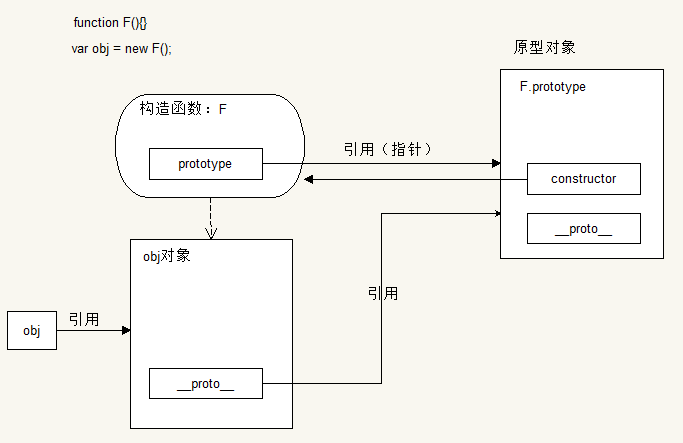 function F(){}
var obj = new F();
原型对象
F.prototype
构造函数：F
prototype
引用（指针）
constructor
__proto__
obj对象
引用
obj
引用
__proto__